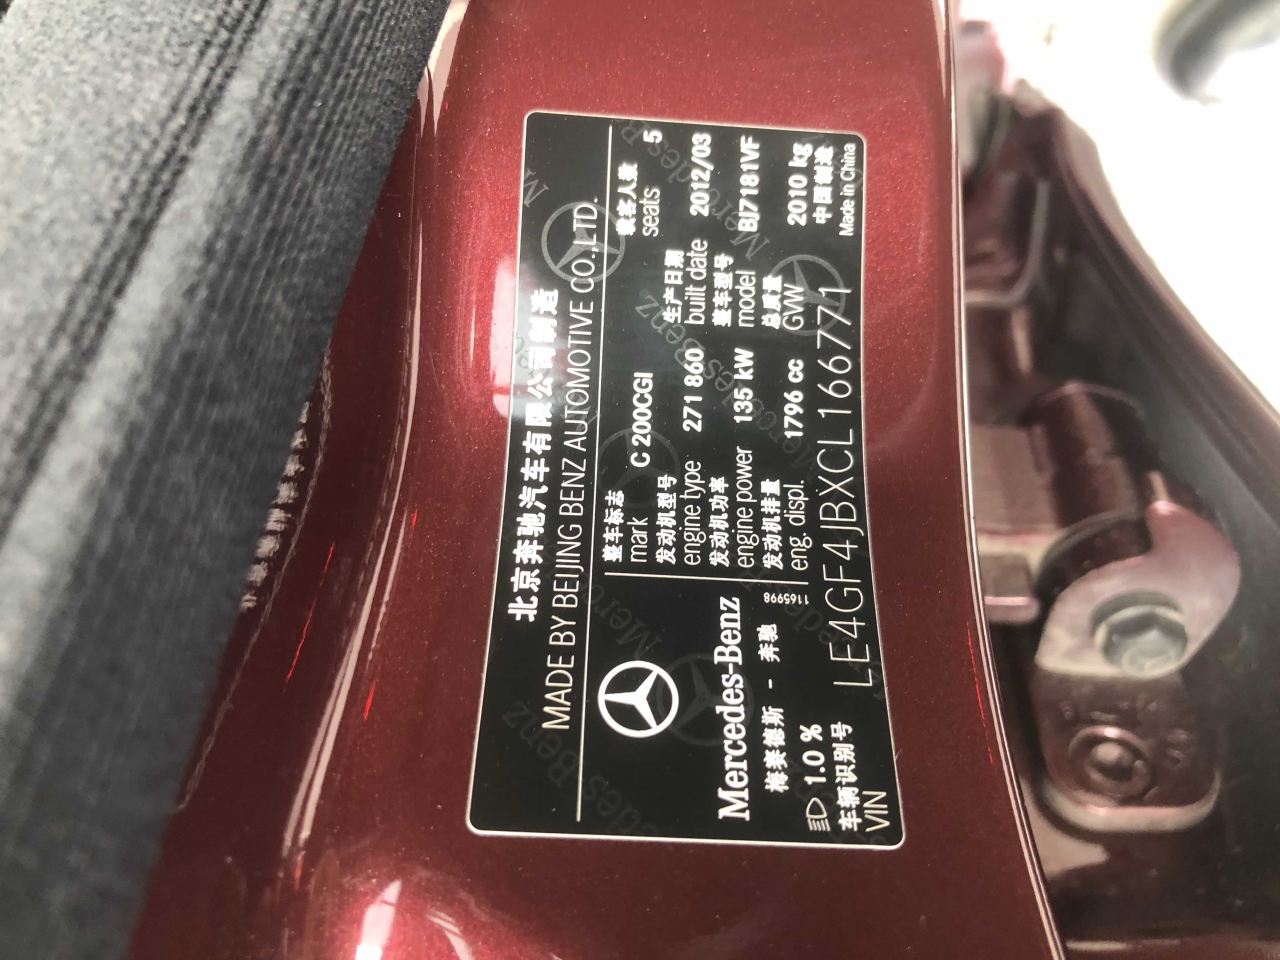 北京奔驰汽车有限公司制造
MADE BY BEIJING BENZ AUTOMOTIVE CO.,LTD.
整车标志 乘客人数 5
mark C 200CGI seats
发动机型号 生产日期
engine type 271 860 built date 2012/03
发动机功率 整车型号
engine power 135 kW model BJ7181VF
发动机排量 总质量
eng. displ. 1796 cc GVW 2010 kg
中国制造
Made in China
1165998
Mercedes-Benz
梅赛德斯 - 奔驰
1.0 %
车辆识别号
VIN LE4GF4JBXCL166771